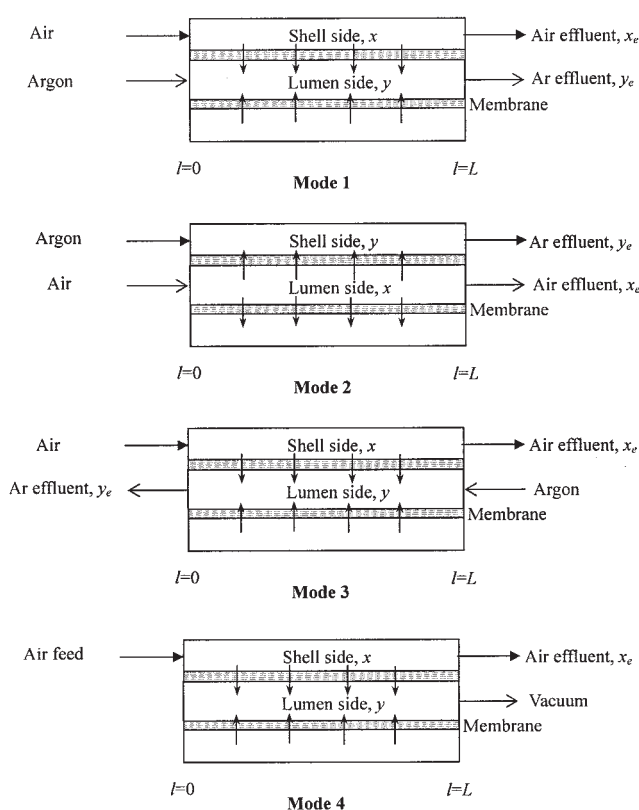 Air
Shell side, x
Air effluent, xe
Argon
Lumen side, y
Ar effluent, ye
Membrane
l=0
l=L
Mode 1
Argon
Shell side, y
Ar effluent, ye
Air
Lumen side, x
Air effluent, xe
Membrane
l=0
l=L
Mode 2
Air
Shell side, x
Air effluent, xe
Ar effluent, ye
Lumen side, y
Argon
Membrane
l=0
l=L
Mode 3
Air feed
Shell side, x
Air effluent, xe
Lumen side, y
Vacuum
Membrane
l=0
l=L
Mode 4